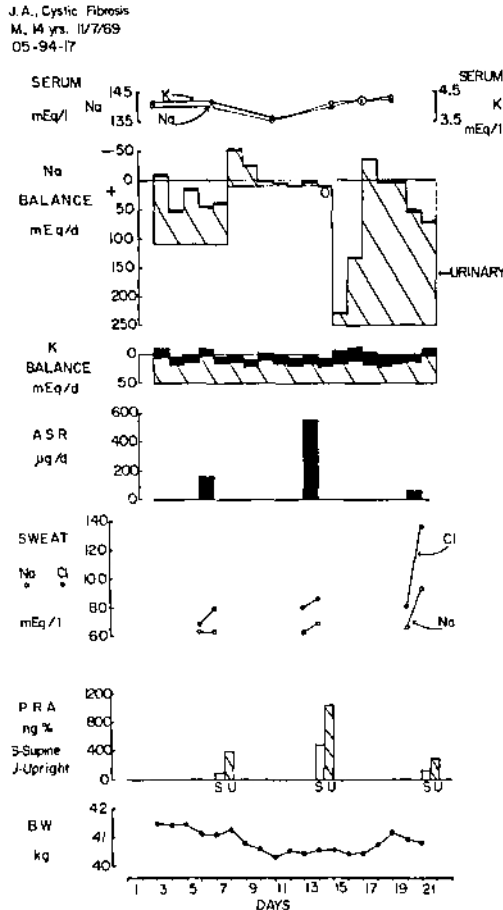 J. A., Cystic Fibrosis
M., 14 yrs. 11/7/69
05-94-17
SERUM
Na
mEq/l
145
135
K
Na
4.5
3.5
SERUM
K
mEq/l
Na
BALANCE
mEq/d
-50
0
+
50
100
150
200
250
URINARY
K
BALANCE
mEq/d
0
50
ASR
µg/d
600
400
200
0
SWEAT
Na Cl
mEq/l
140
120
100
80
60
Cl
Na
PRA
ng %
S-Supine
U-Upright
1200
800
400
0
S U
S U
S U
BW
kg
42
41
40
1 3 5 7 9 11 13 15 17 19 21
DAYS